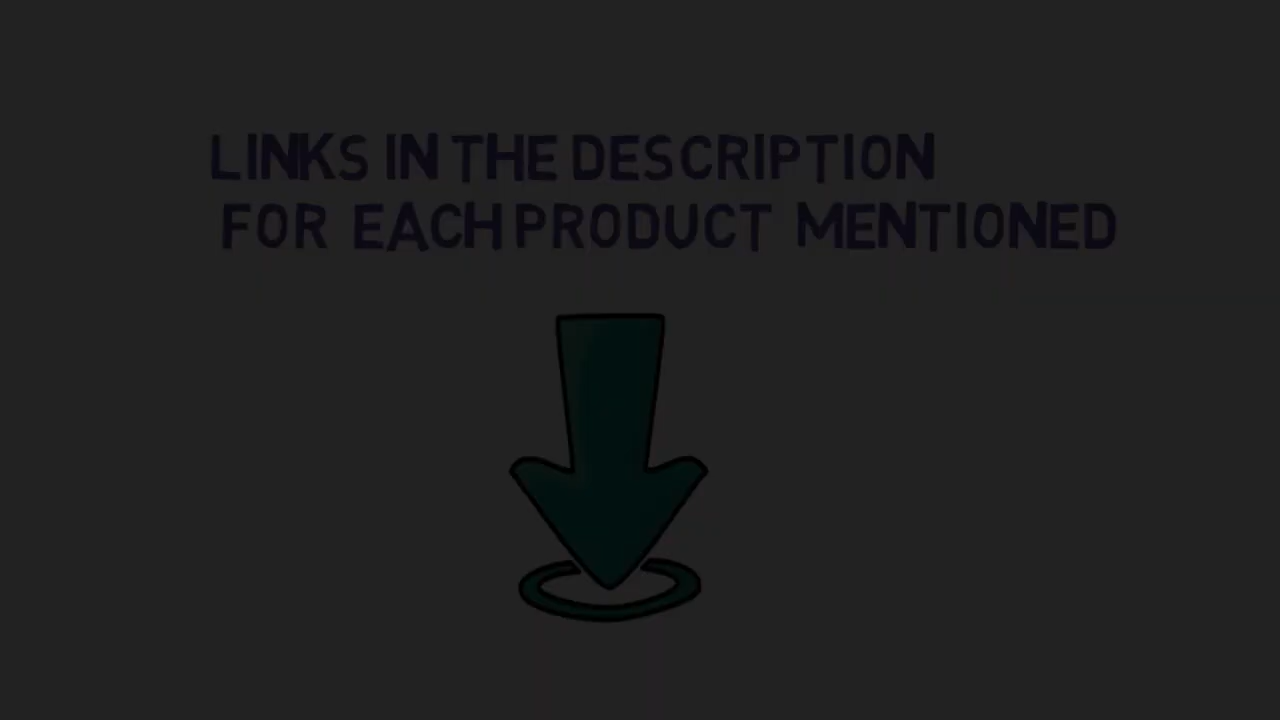 LINKS IN THE DESCRIPTION
FOR EACH PRODUCT MENTIONED